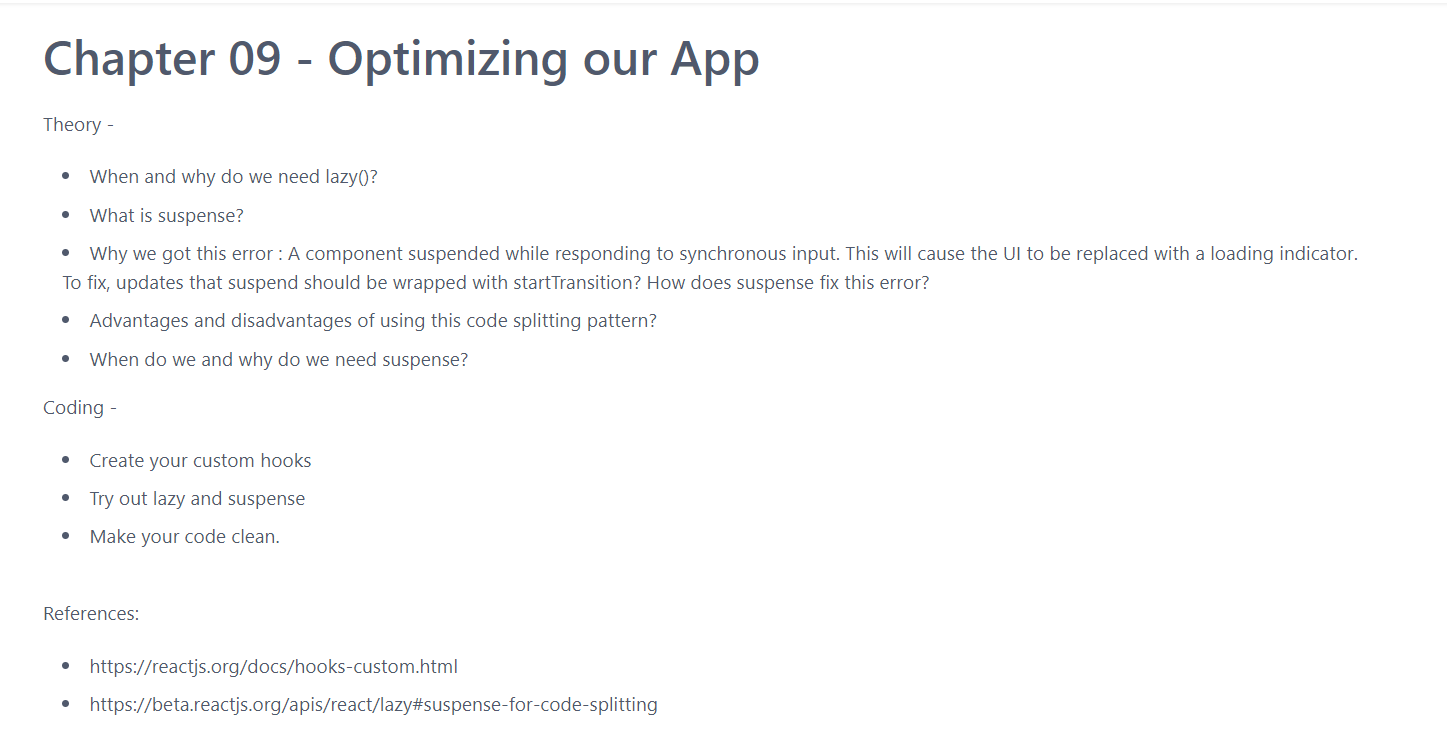 Chapter 09 - Optimizing our App
Theory -
• When and why do we need lazy()?
• What is suspense?
• Why we got this error : A component suspended while responding to synchronous input. This will cause the UI to be replaced with a loading indicator.
To fix, updates that suspend should be wrapped with startTransition? How does suspense fix this error?
• Advantages and disadvantages of using this code splitting pattern?
• When do we and why do we need suspense?
Coding -
• Create your custom hooks
• Try out lazy and suspense
• Make your code clean.
References:
• https://reactjs.org/docs/hooks-custom.html
• https://beta.reactjs.org/apis/react/lazy#suspense-for-code-splitting